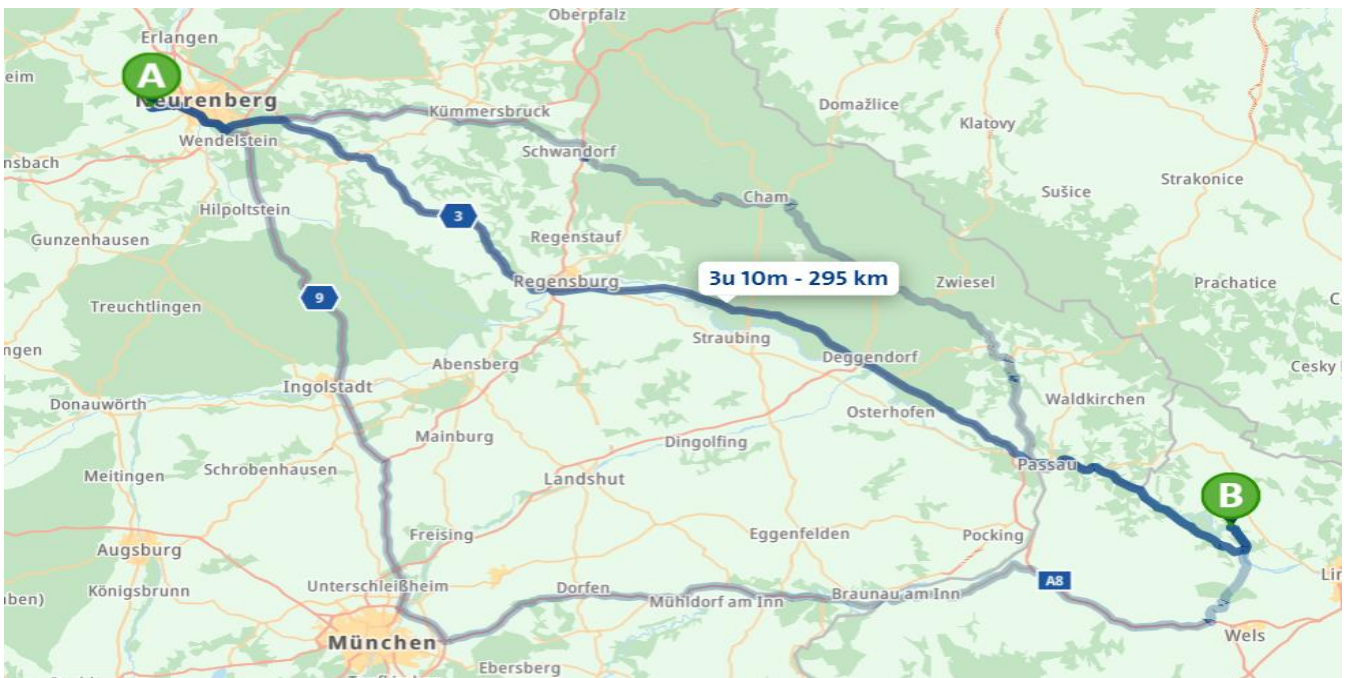 Oberpfalz
Erlangen
eim
A
Neurenberg
Kümmersbruck
Domažlice
Klatovy
Wendelstein
Schwandorf
nsbach
Strakonice
Sušice
Cham
Hilpoltstein
3
Regenstauf
Gunzenhausen
Regensburg
3u 10m - 295 km
Zwiesel
Prachatice
C
9
Treuchtlingen
Straubing
ngen
Deggendorf
Abensberg
Cesky
Ingolstadt
Waldkirchen
Donauwörth
Osterhofen
Mainburg
Dingolfing
Passau
Schrobenhausen
Meitingen
Landshut
B
Freising
Eggenfelden
Pocking
Augsburg
Unterschleißheim
Dorfen
A8
Lin
Königsbrunn
aben)
Mühldorf am Inn
Braunau am Inn
München
Wels
Ebersberg